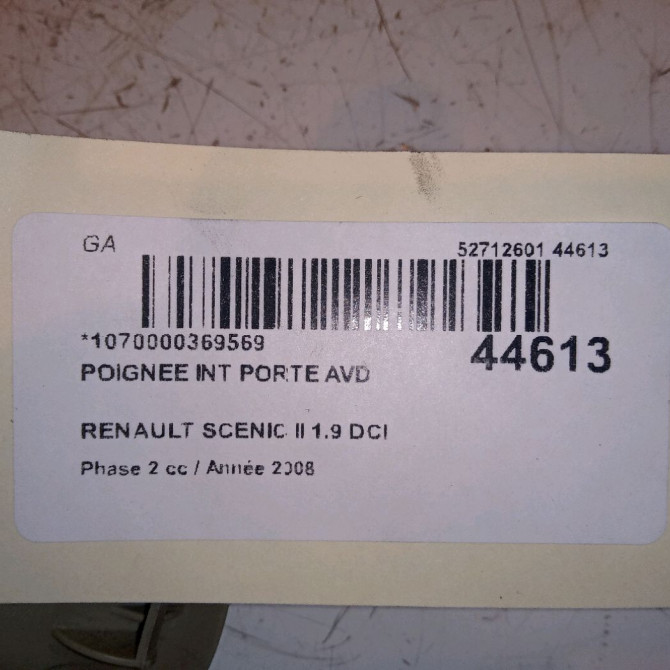 GA
52712601 44613
*1070000369569
44613
POIGNEE INT PORTE AVD
RENAULT SCENIC II 1.9 DCI
Phase 2 cc / Année 2008